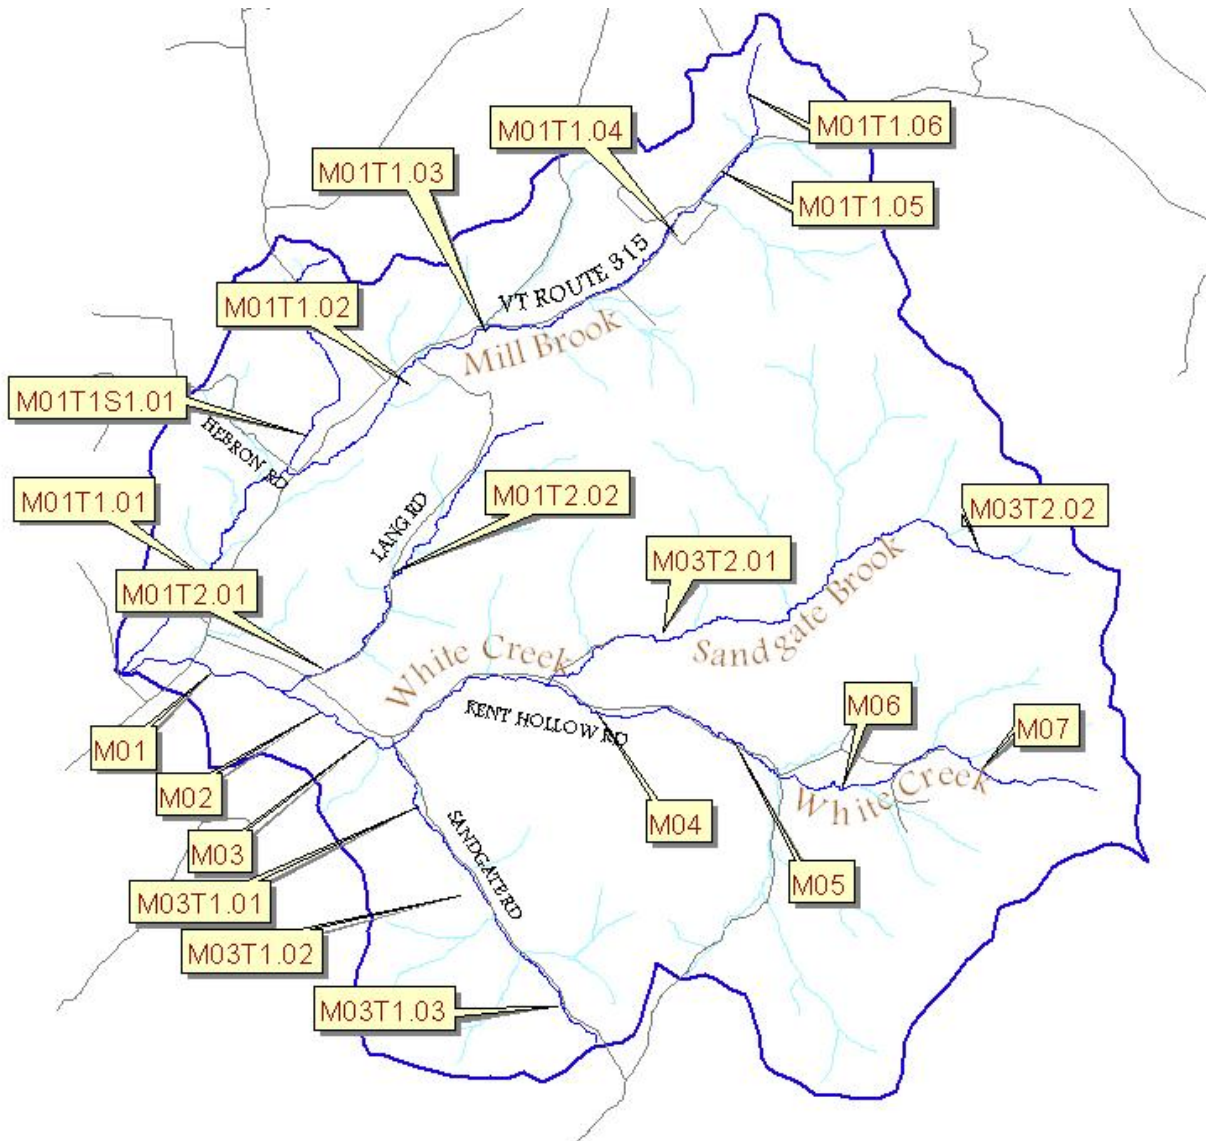 M01T1.04
M01T1.06
M01T1.03
M01T1.05
VT ROUTE 315
M01T1.02
Mill Brook
M01T1S1.01
HEBRON RD
M01T1.01
M01T2.02
M03T2.02
LANG RD
M03T2.01
M01T2.01
Sandgate Brook
White Creek
KENT HOLLOW RD
M06
M07
M01
M02
White Creek
M04
M03
SANDGATE RD
M05
M03T1.01
M03T1.02
M03T1.03